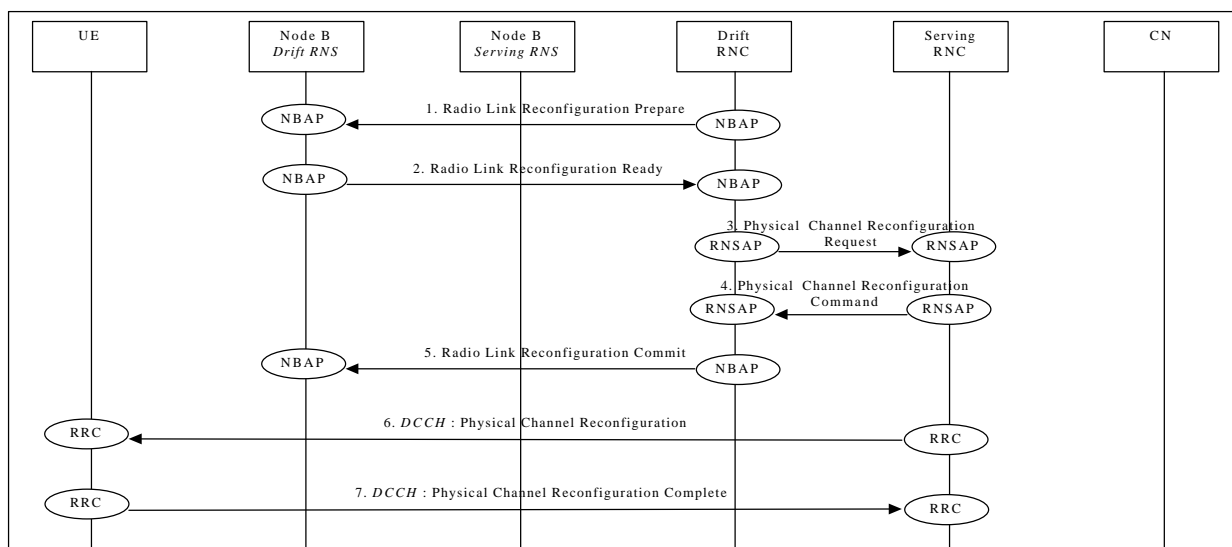 UE
Node B
Drift RNS
Node B
Serving RNS
Drift
RNC
Serving
RNC
CN
1. Radio Link Reconfiguration Prepare
NBAP
NBAP
2. Radio Link Reconfiguration Ready
NBAP
NBAP
3. Physical Channel Reconfiguration
Request
RNSAP
RNSAP
4. Physical Channel Reconfiguration
Command
RNSAP
RNSAP
5. Radio Link Reconfiguration Commit
NBAP
NBAP
6. DCCH : Physical Channel Reconfiguration
RRC
RRC
7. DCCH : Physical Channel Reconfiguration Complete
RRC
RRC